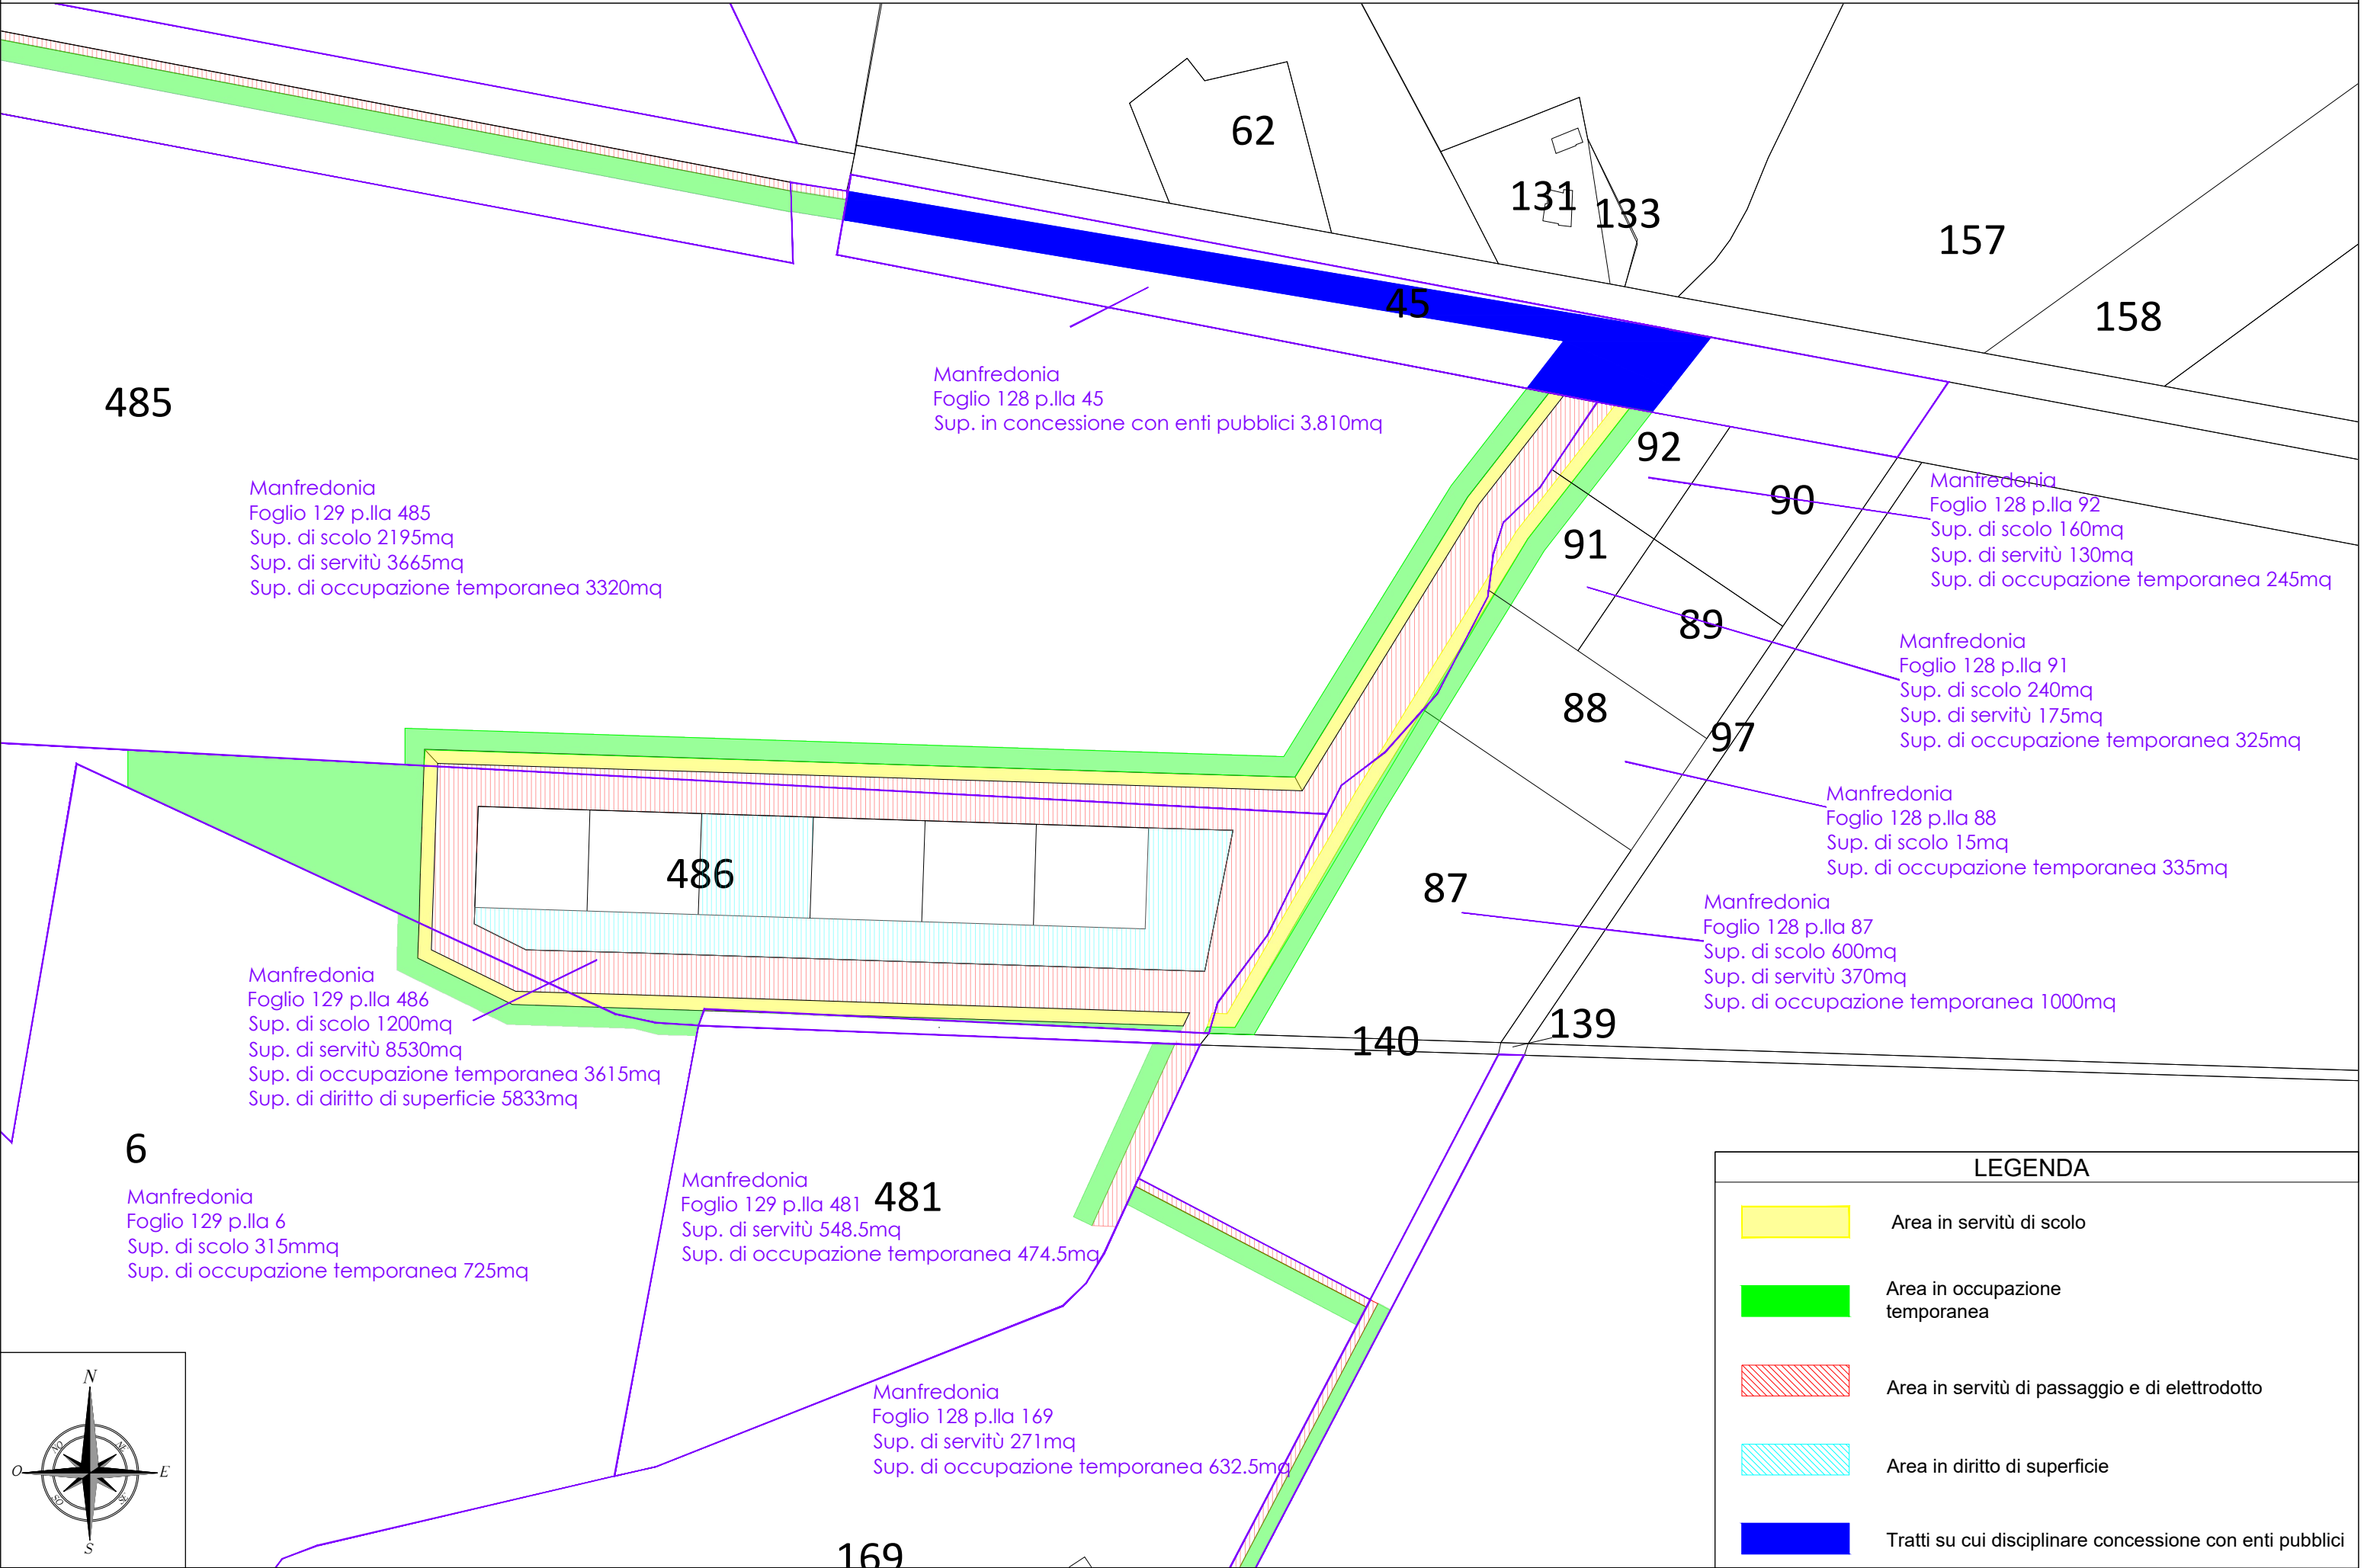 62
131
133
157
158
45
485
Manfredonia
Foglio 128 p.lla 45
Sup. in concessione con enti pubblici 3.810mq
Manfredonia
Foglio 129 p.lla 485
Sup. di scolo 2195mq
Sup. di servitù 3665mq
Sup. di occupazione temporanea 3320mq
92
90
91
89
88
97
Manfredonia
Foglio 128 p.lla 92
Sup. di scolo 160mq
Sup. di servitù 130mq
Sup. di occupazione temporanea 245mq
Manfredonia
Foglio 128 p.lla 91
Sup. di scolo 240mq
Sup. di servitù 175mq
Sup. di occupazione temporanea 325mq
Manfredonia
Foglio 128 p.lla 88
Sup. di scolo 15mq
Sup. di occupazione temporanea 335mq
486
87
Manfredonia
Foglio 128 p.lla 87
Sup. di scolo 600mq
Sup. di servitù 370mq
Sup. di occupazione temporanea 1000mq
Manfredonia
Foglio 129 p.lla 486
Sup. di scolo 1200mq
Sup. di servitù 8530mq
Sup. di occupazione temporanea 3615mq
Sup. di diritto di superficie 5833mq
140
139
6
Manfredonia
Foglio 129 p.lla 6
Sup. di scolo 315mmq
Sup. di occupazione temporanea 725mq
481
Manfredonia
Foglio 129 p.lla 481
Sup. di servitù 548.5mq
Sup. di occupazione temporanea 474.5mq
Manfredonia
Foglio 128 p.lla 169
Sup. di servitù 271mq
Sup. di occupazione temporanea 632.5mq
169
LEGENDA
Area in servitù di scolo
Area in occupazione
temporanea
Area in servitù di passaggio e di elettrodotto
Area in diritto di superficie
Tratti su cui disciplinare concessione con enti pubblici
N
NO
NE
O
E
SO
SE
S